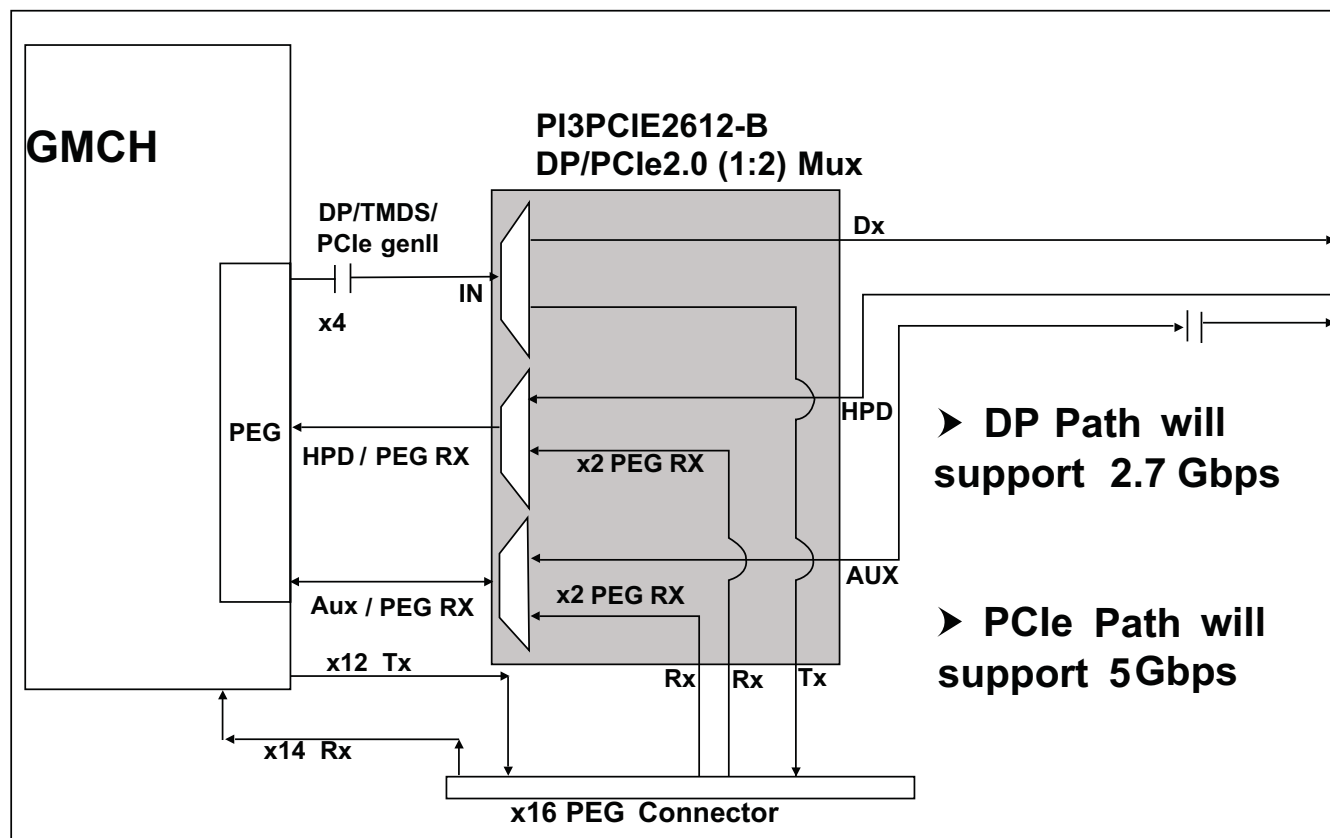 GMCH
PI3PCIE2612-B
DP/PCIe2.0 (1:2) Mux
DP/TMDS/
PCIe genII
Dx
IN
x4
HPD
PEG
HPD / PEG RX
x2 PEG RX
➤ DP Path will
support 2.7 Gbps
AUX
Aux / PEG RX
x2 PEG RX
➤ PCIe Path will
support 5Gbps
x12 Tx
Rx
Rx
Tx
x14 Rx
x16 PEG Connector